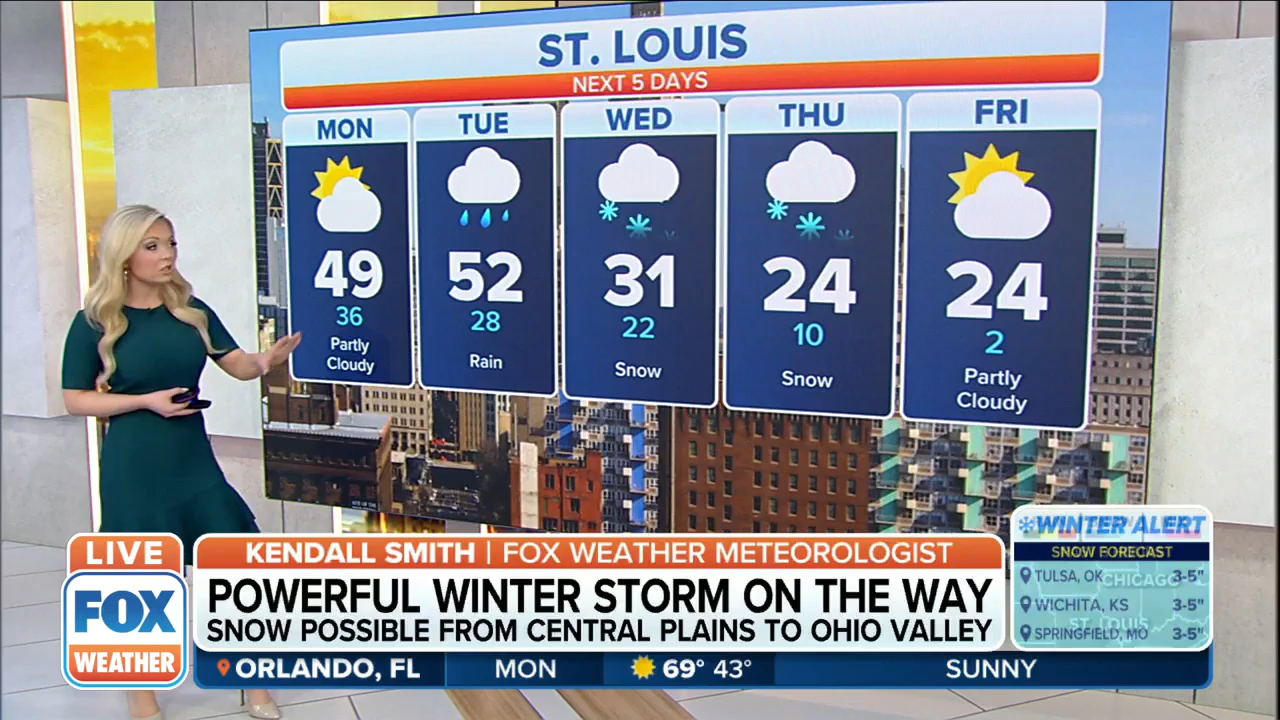 ST. LOUIS
NEXT 5 DAYS
MON
49
36
Partly
Cloudy
TUE
52
28
Rain
WED
31
22
Snow
THU
24
10
Snow
FRI
24
2
Partly
Cloudy
WINTER ALERT
SNOW FORECAST
TULSA, OK 3-5"
WICHITA, KS 3-5"
SPRINGFIELD, MO 3-5"
CHICAGO
ST. LOUIS
LIVE
FOX
WEATHER
KENDALL SMITH | FOX WEATHER METEOROLOGIST
POWERFUL WINTER STORM ON THE WAY
SNOW POSSIBLE FROM CENTRAL PLAINS TO OHIO VALLEY
ORLANDO, FL MON 69° 43° SUNNY